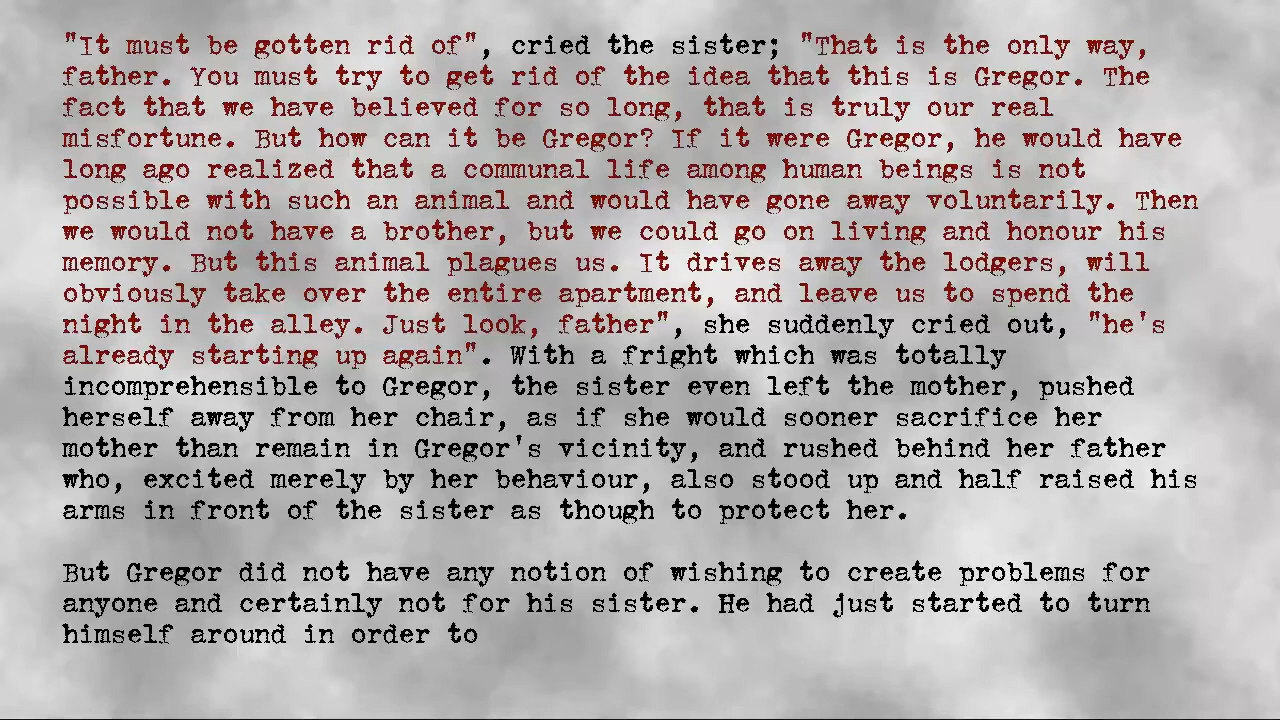 "It must be gotten rid of", cried the sister; "That is the only way,
father. You must try to get rid of the idea that this is Gregor. The
fact that we have believed for so long, that is truly our real
misfortune. But how can it be Gregor? If it were Gregor, he would have
long ago realized that a communal life among human beings is not
possible with such an animal and would have gone away voluntarily. Then
we would not have a brother, but we could go on living and honour his
memory. But this animal plagues us. It drives away the lodgers, will
obviously take over the entire apartment, and leave us to spend the
night in the alley. Just look, father", she suddenly cried out, "he's
already starting up again". With a fright which was totally
incomprehensible to Gregor, the sister even left the mother, pushed
herself away from her chair, as if she would sooner sacrifice her
mother than remain in Gregor's vicinity, and rushed behind her father
who, excited merely by her behaviour, also stood up and half raised his
arms in front of the sister as though to protect her.
But Gregor did not have any notion of wishing to create problems for
anyone and certainly not for his sister. He had just started to turn
himself around in order to